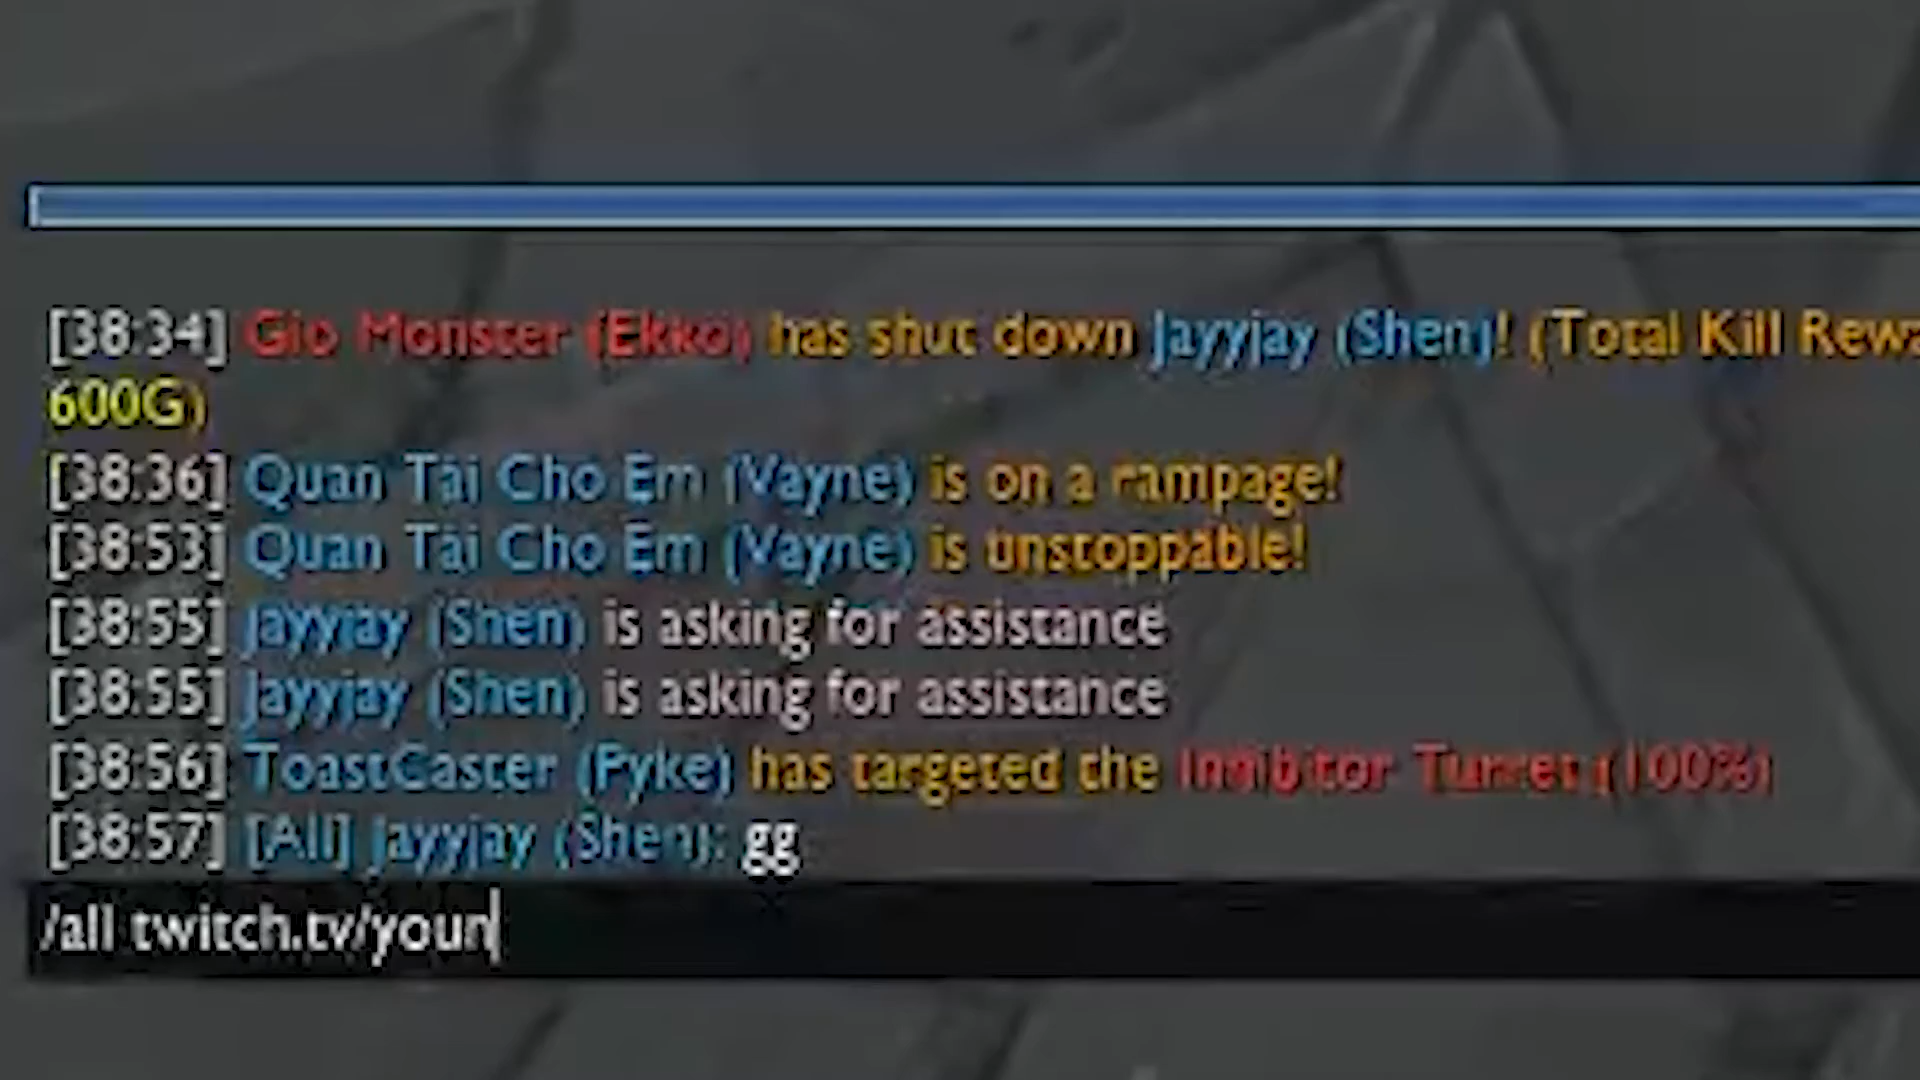 [38:34] Gio Monster (Ekko) has shut down Jayyjay (Shen)! (Total Kill Rewa
600G)
[38:36] Quan Tài Cho Em (Vayne) is on a rampage!
[38:53] Quan Tài Cho Em (Vayne) is unstoppable!
[38:55] Jayyjay (Shen) is asking for assistance
[38:55] Jayyjay (Shen) is asking for assistance
[38:56] ToastCaster (Pyke) has targeted the Inhibitor Turret (100%)
[38:57] [All] Jayyjay (Shen): gg
/all twitch.tv/youn